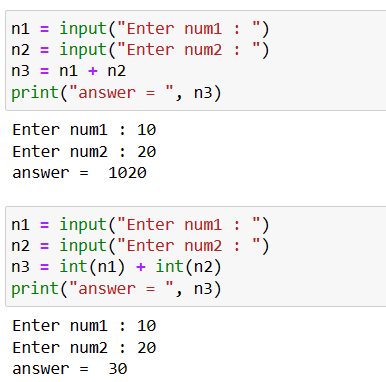 n1 = input("Enter num1 : ")
n2 = input("Enter num2 : ")
n3 = n1 + n2
print("answer = ", n3)
Enter num1 : 10
Enter num2 : 20
answer =  1020
n1 = input("Enter num1 : ")
n2 = input("Enter num2 : ")
n3 = int(n1) + int(n2)
print("answer = ", n3)
Enter num1 : 10
Enter num2 : 20
answer =  30